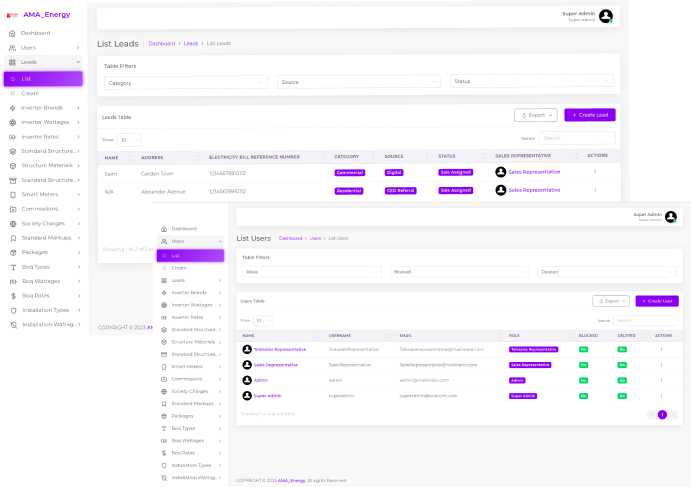 AMA_Energy
Super Admin
Super Admin
Dashboard
Users
Leads
List
Create
Inverter Brands
Inverter Wattages
Inverter Rates
Standard Structure..
Structure Materials
Standard Structure..
Smart Meters
Commissions
Society Charges
Standard Markups
Packages
Boq Types
Boq Wattages
Boq Rates
Installation Types
Installation Wattag..
List Leads
Dashboard > Leads > List Leads
Table Filters
Category
Source
Status
Leads Table
Export
+ Create Lead
Show 10
Search Search
NAME ADDRESS ELECTRICITY BILL REFERENCE NUMBER CATEGORY SOURCE STATUS SALES REPRESENTATIVE ACTIONS
Garden Town Commercial Digital Sale Assigned Sales Representative
N/A Alexander Avenue Residential CEO Referral Sale Assigned Sales Representative
Showing 1 to 2 of 2
COPYRIGHT © 2023
Super Admin
Super Admin
Dashboard
Users
List
Create
Leads
Inverter Brands
Inverter Wattages
Inverter Rates
Standard Structure..
Structure Materials
Standard Structure..
Smart Meters
Commissions
Society Charges
Standard Markups
Packages
Boq Types
Boq Wattages
Boq Rates
Installation Types
Installation Wattag..
List Users
Dashboard > Users > List Users
Table Filters
Roles
Blocked
Deleted
Users Table
Export
+ Create User
Show 10
Search Search
NAME USERNAME EMAIL ROLE BLOCKED DELETED ACTIONS
TeleSales Representative TelesalesRepresentative Telesalesrepresentative@mailinator.com Telesales Representative No No
Sales Representative SalesRepresentative SalesRepresentative@mailinator.com Sales Representative No No
Admin admin admin@mailinator.com Admin No No
Super Admin superadmin superadmin@solarcrm.com Super Admin No No
Showing 1 to 4 of 4 entries
1
COPYRIGHT © 2023 AMA_Energy, All rights Reserved